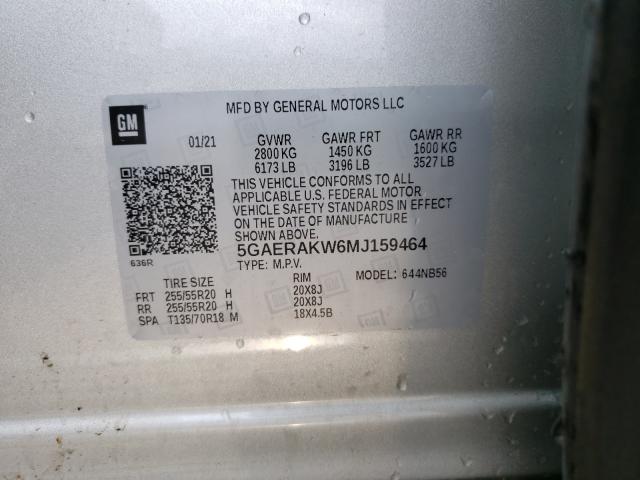 MFD BY GENERAL MOTORS LLC
GM
01/21 GVWR GAWR FRT GAWR RR
2800 KG 1450 KG 1600 KG
6173 LB 3196 LB 3527 LB
THIS VEHICLE CONFORMS TO ALL
APPLICABLE U.S. FEDERAL MOTOR
VEHICLE SAFETY STANDARDS IN EFFECT
ON THE DATE OF MANUFACTURE
SHOWN ABOVE.
636R
5GAERAKW6MJ159464
TYPE: M.P.V. MODEL: 644NB56
TIRE SIZE RIM
FRT 255/55R20 H 20X8J
RR 255/55R20 H 20X8J
SPA T135/70R18 M 18X4.5B